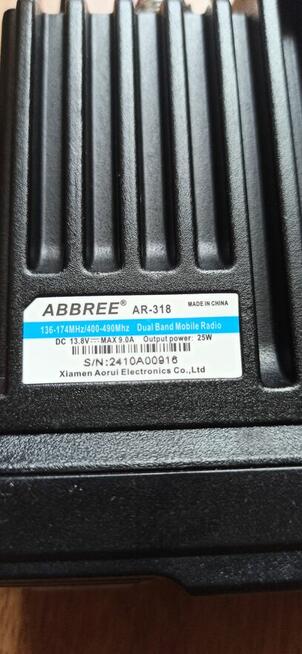 ABBREE® AR-318 MADE IN CHINA
136-174MHz/400-490Mhz Dual Band Mobile Radio
DC 13.8V⎓MAX 9.0A Output power: 25W
S/N:2410A00916
Xiamen Aorui Electronics Co.,Ltd